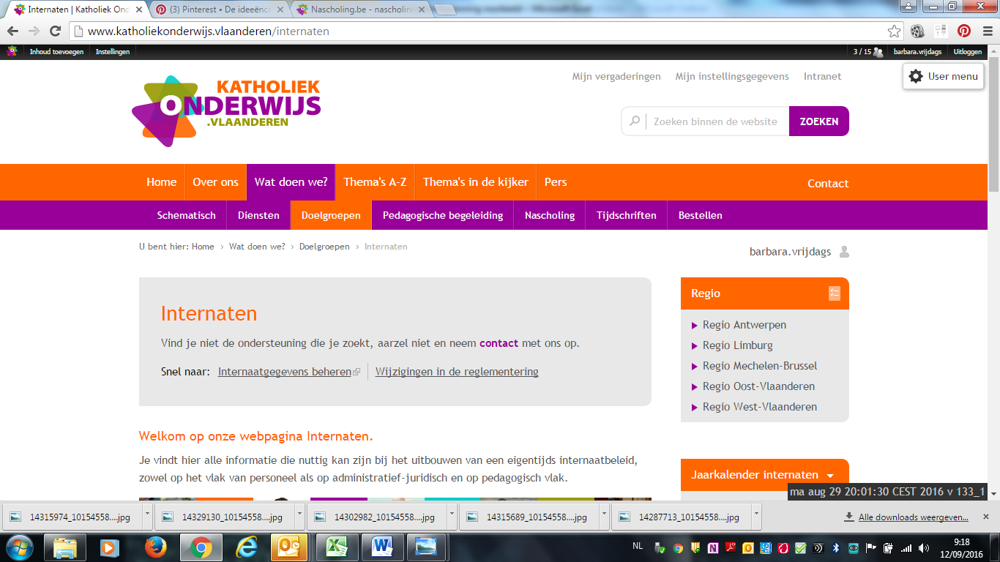 Internaten | Katholiek Ond
(3) Pinterest • De ideeënca
Nascholing.be - nascholin
www.katholiekonderwijs.vlaanderen/internaten
Inhoud toevoegen Instellingen 3 / 15 barbara.vrijdags Uitloggen
Mijn vergaderingen Mijn instellingsgegevens Intranet
User menu
KATHOLIEK
ONDERWIJS
.VLAANDEREN
Zoeken binnen de website ZOEKEN
Home Over ons Wat doen we? Thema's A-Z Thema's in de kijker Pers Contact
Schematisch Diensten Doelgroepen Pedagogische begeleiding Nascholing Tijdschriften Bestellen
U bent hier: Home › Wat doen we? › Doelgroepen › Internaten
barbara.vrijdags
Internaten
Vind je niet de ondersteuning die je zoekt, aarzel niet en neem contact met ons op.
Snel naar: Internaatgegevens beheren Wijzigingen in de reglementering
Regio
Regio Antwerpen
Regio Limburg
Regio Mechelen-Brussel
Regio Oost-Vlaanderen
Regio West-Vlaanderen
Welkom op onze webpagina Internaten.
Je vindt hier alle informatie die nuttig kan zijn bij het uitbouwen van een eigentijds internaatbeleid,
zowel op het vlak van personeel als op administratief-juridisch en op pedagogisch vlak.
Jaarkalender internaten
ma aug 29 20:01:30 CEST 2016 v 133_1
14315974_10154558....jpg
14329130_10154558....jpg
14302982_10154558....jpg
14315689_10154558....jpg
14287713_10154558....jpg
Alle downloads weergeven...
NL
9:18
12/09/2016